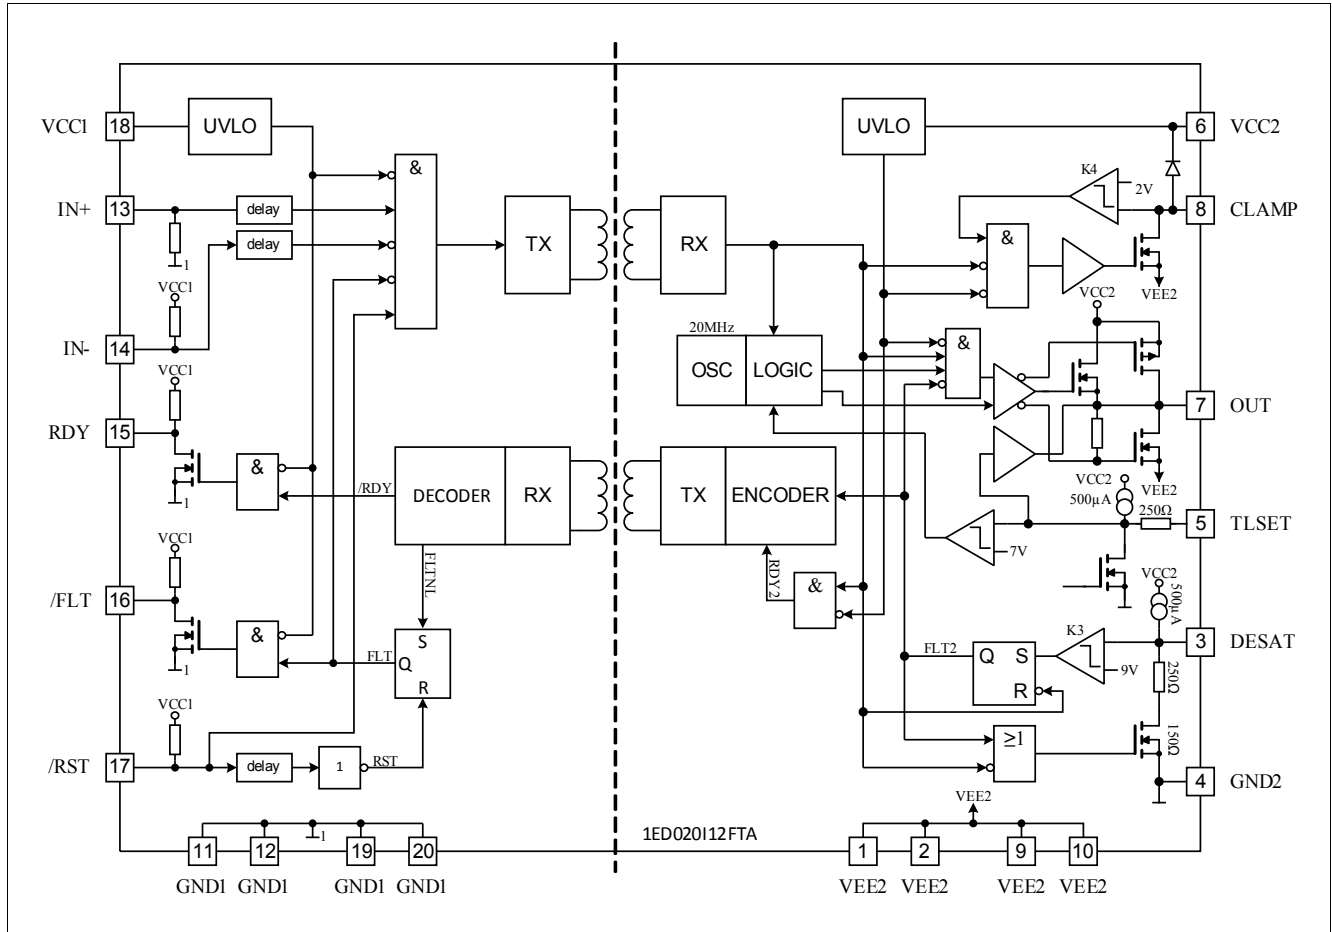 VCC1
18
UVLO
UVLO
6
VCC2
&
K4
2V
IN+
13
delay
8
CLAMP
delay
TX
RX
&
1
VCC1
VEE2
VCC2
IN-
14
20MHz
&
OSC
LOGIC
VCC1
7
OUT
RDY
15
&
/RDY
DECODER
RX
TX
ENCODER
VCC2
500µA
VEE2
1
250Ω
5
TLSET
7V
VCC1
FLTNL
RDY2
&
VCC2
500µA
/FLT
16
&
FLT
S
Q
R
FLT2
Q
S
R
K3
9V
3
DESAT
250Ω
1
VCC1
≥1
150Ω
/RST
17
delay
1
RST
4
GND2
VEE2
1
1ED020I12FTA
11
12
19
20
1
2
9
10
GND1
GND1
GND1
GND1
VEE2
VEE2
VEE2
VEE2